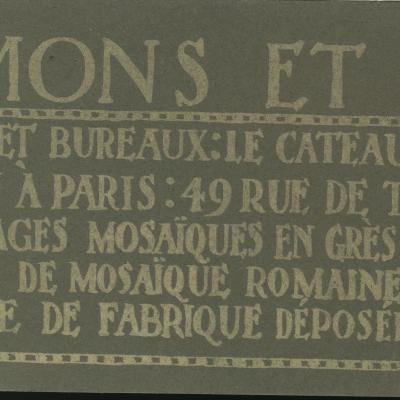 MONS ET
ET BUREAUX: LE CATEAU
À PARIS: 49 RUE DE T
AGES MOSAÏQUES EN GRÈS
DE MOSAÏQUE ROMAINE
E DE FABRIQUE DÉPOSÉE